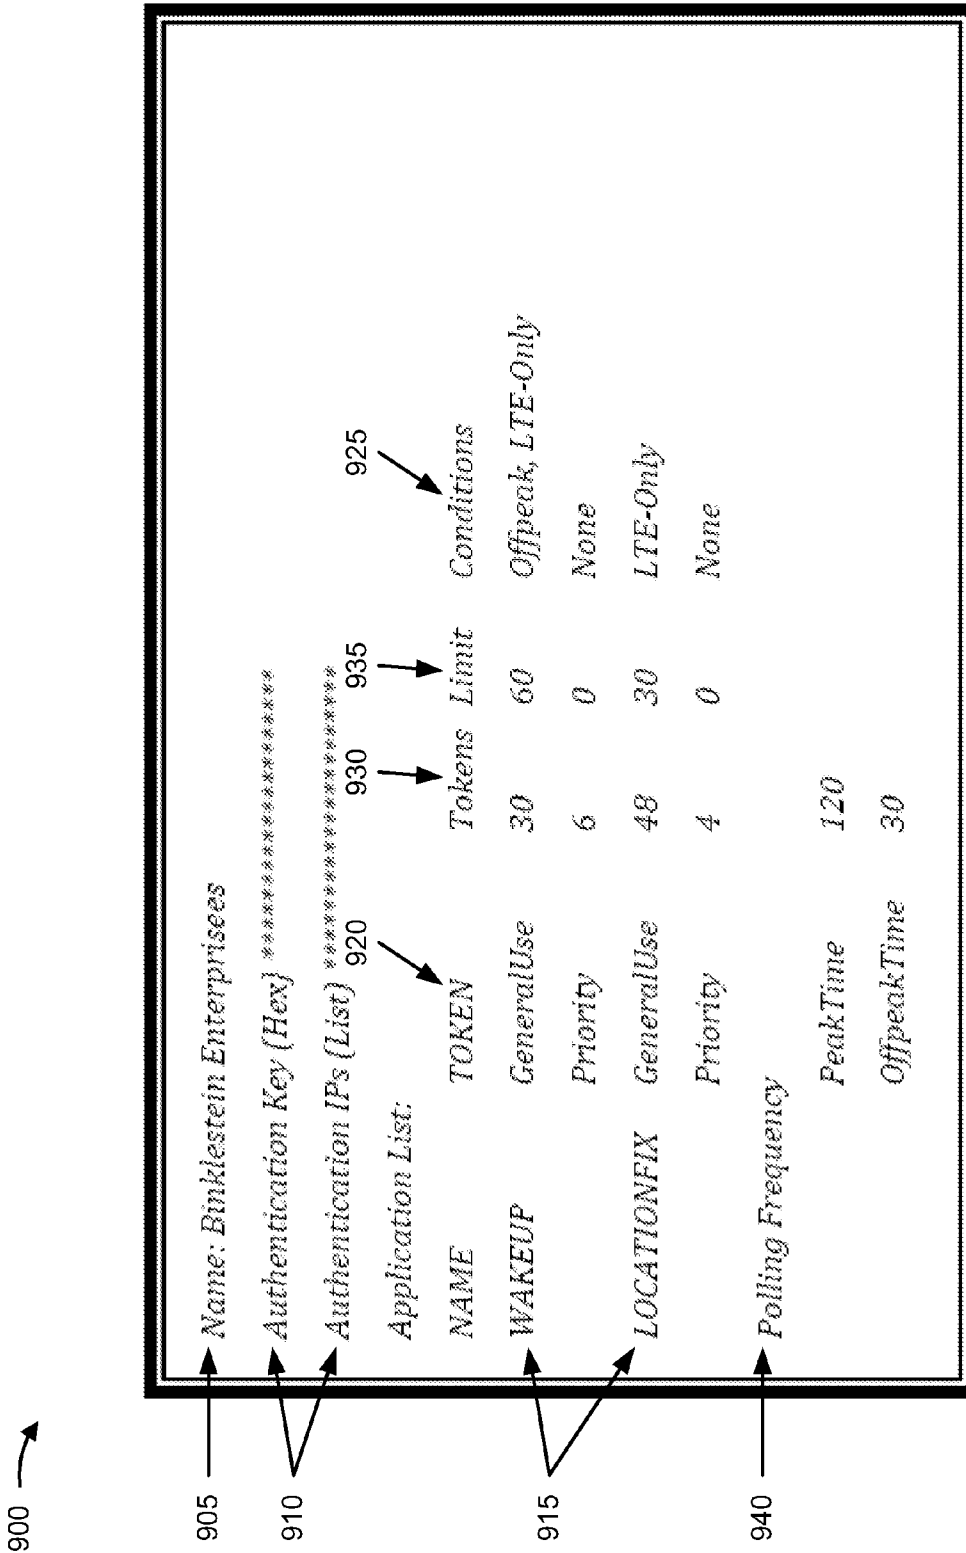 900
905 Name: Binklestein Enterprisees
910 Authentication Key (Hex) **********************
Authentication IPs (List) **********************
Application List:
920 930 935 925
NAME TOKEN Tokens Limit Conditions
915 WAKEUP GeneralUse 30 60 Offpeak, LTE-Only
Priority 6 0 None
LOCATIONFIX GeneralUse 48 30 LTE-Only
Priority 4 0 None
940 Polling Frequency
PeakTime 120
OffpeakTime 30